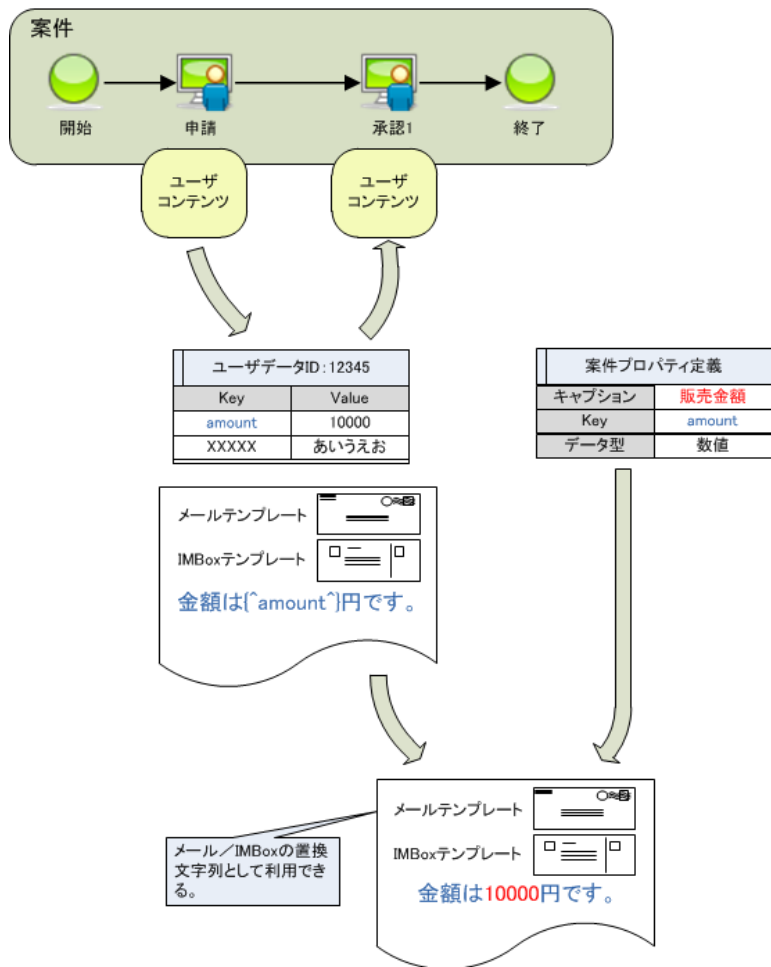 案件
開始
申請
承認1
終了
ユーザ
コンテンツ
ユーザ
コンテンツ
ユーザデータID:12345
Key Value
amount 10000
XXXXX あいうえお
案件プロパティ定義
キャプション 販売金額
Key amount
データ型 数値
メールテンプレート
IMBoxテンプレート
金額は{^amount^}円です。
メール/IMBoxの置換
文字列として利用でき
る。
メールテンプレート
IMBoxテンプレート
金額は10000円です。